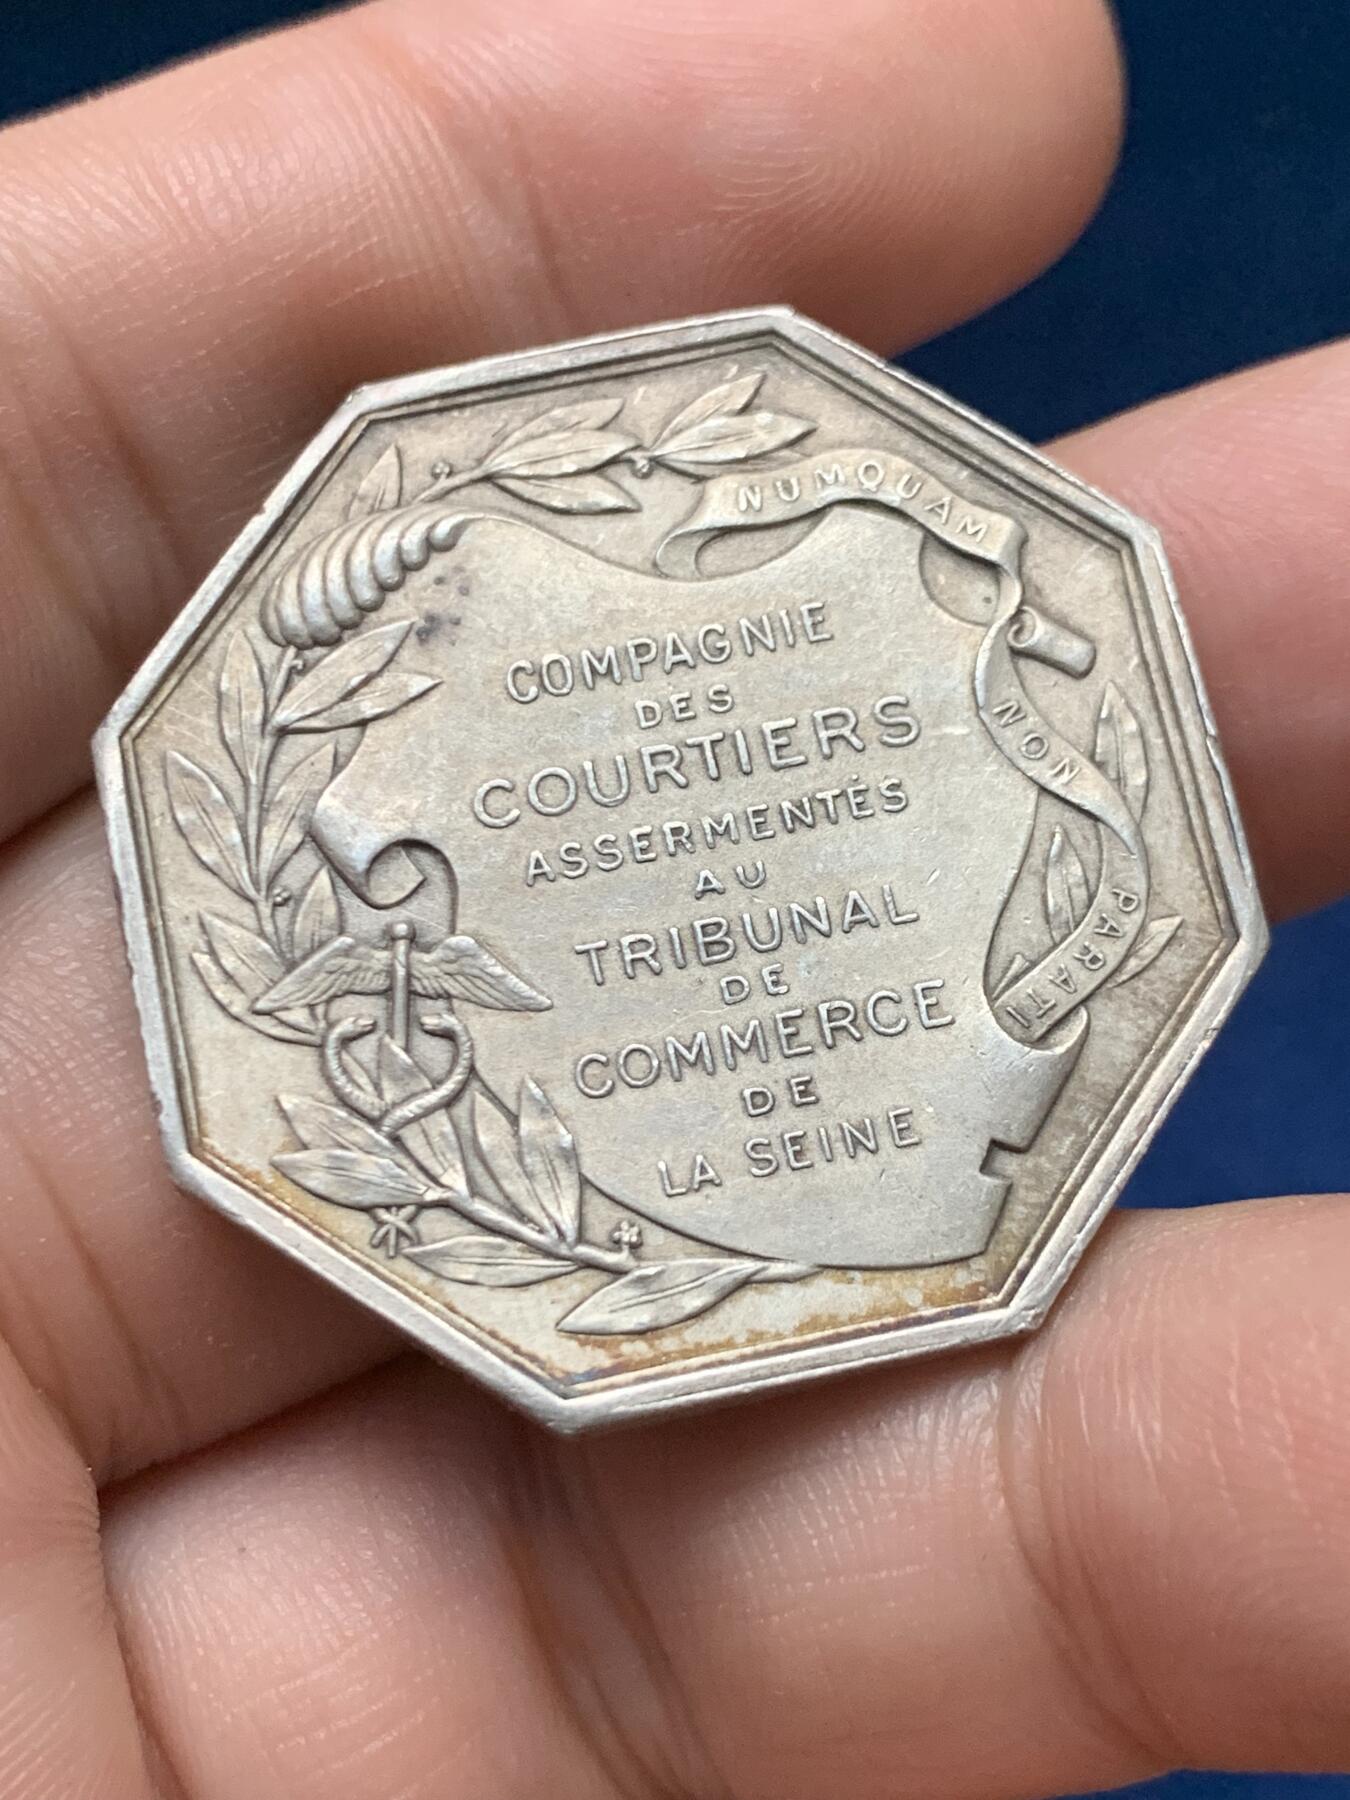 COMPAGNIE
DES
COURTIERS
ASSERMENTÉS
AU
TRIBUNAL
DE
COMMERCE
DE
LA SEINE
NUMQUAM
NON
PARATI